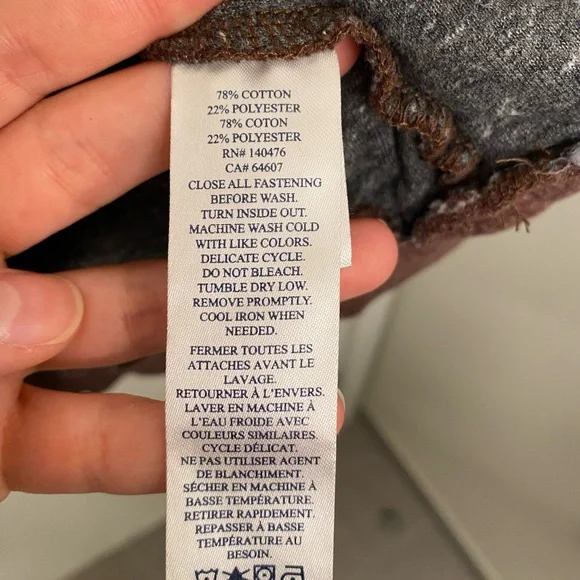 78% COTTON
22% POLYESTER
78% COTON
22% POLYESTER
RN# 140476
CA# 64607
CLOSE ALL FASTENING
BEFORE WASH.
TURN INSIDE OUT.
MACHINE WASH COLD
WITH LIKE COLORS.
DELICATE CYCLE.
DO NOT BLEACH.
TUMBLE DRY LOW.
REMOVE PROMPTLY.
COOL IRON WHEN
NEEDED.
FERMER TOUTES LES
ATTACHES AVANT LE
LAVAGE.
RETOURNER À L'ENVERS.
LAVER EN MACHINE À
L'EAU FROIDE AVEC
COULEURS SIMILAIRES.
CYCLE DÉLICAT.
NE PAS UTILISER AGENT
DE BLANCHIMENT.
SÉCHER EN MACHINE À
BASSE TEMPÉRATURE.
RETIRER RAPIDEMENT.
REPASSER À BASSE
TEMPÉRATURE AU
BESOIN.